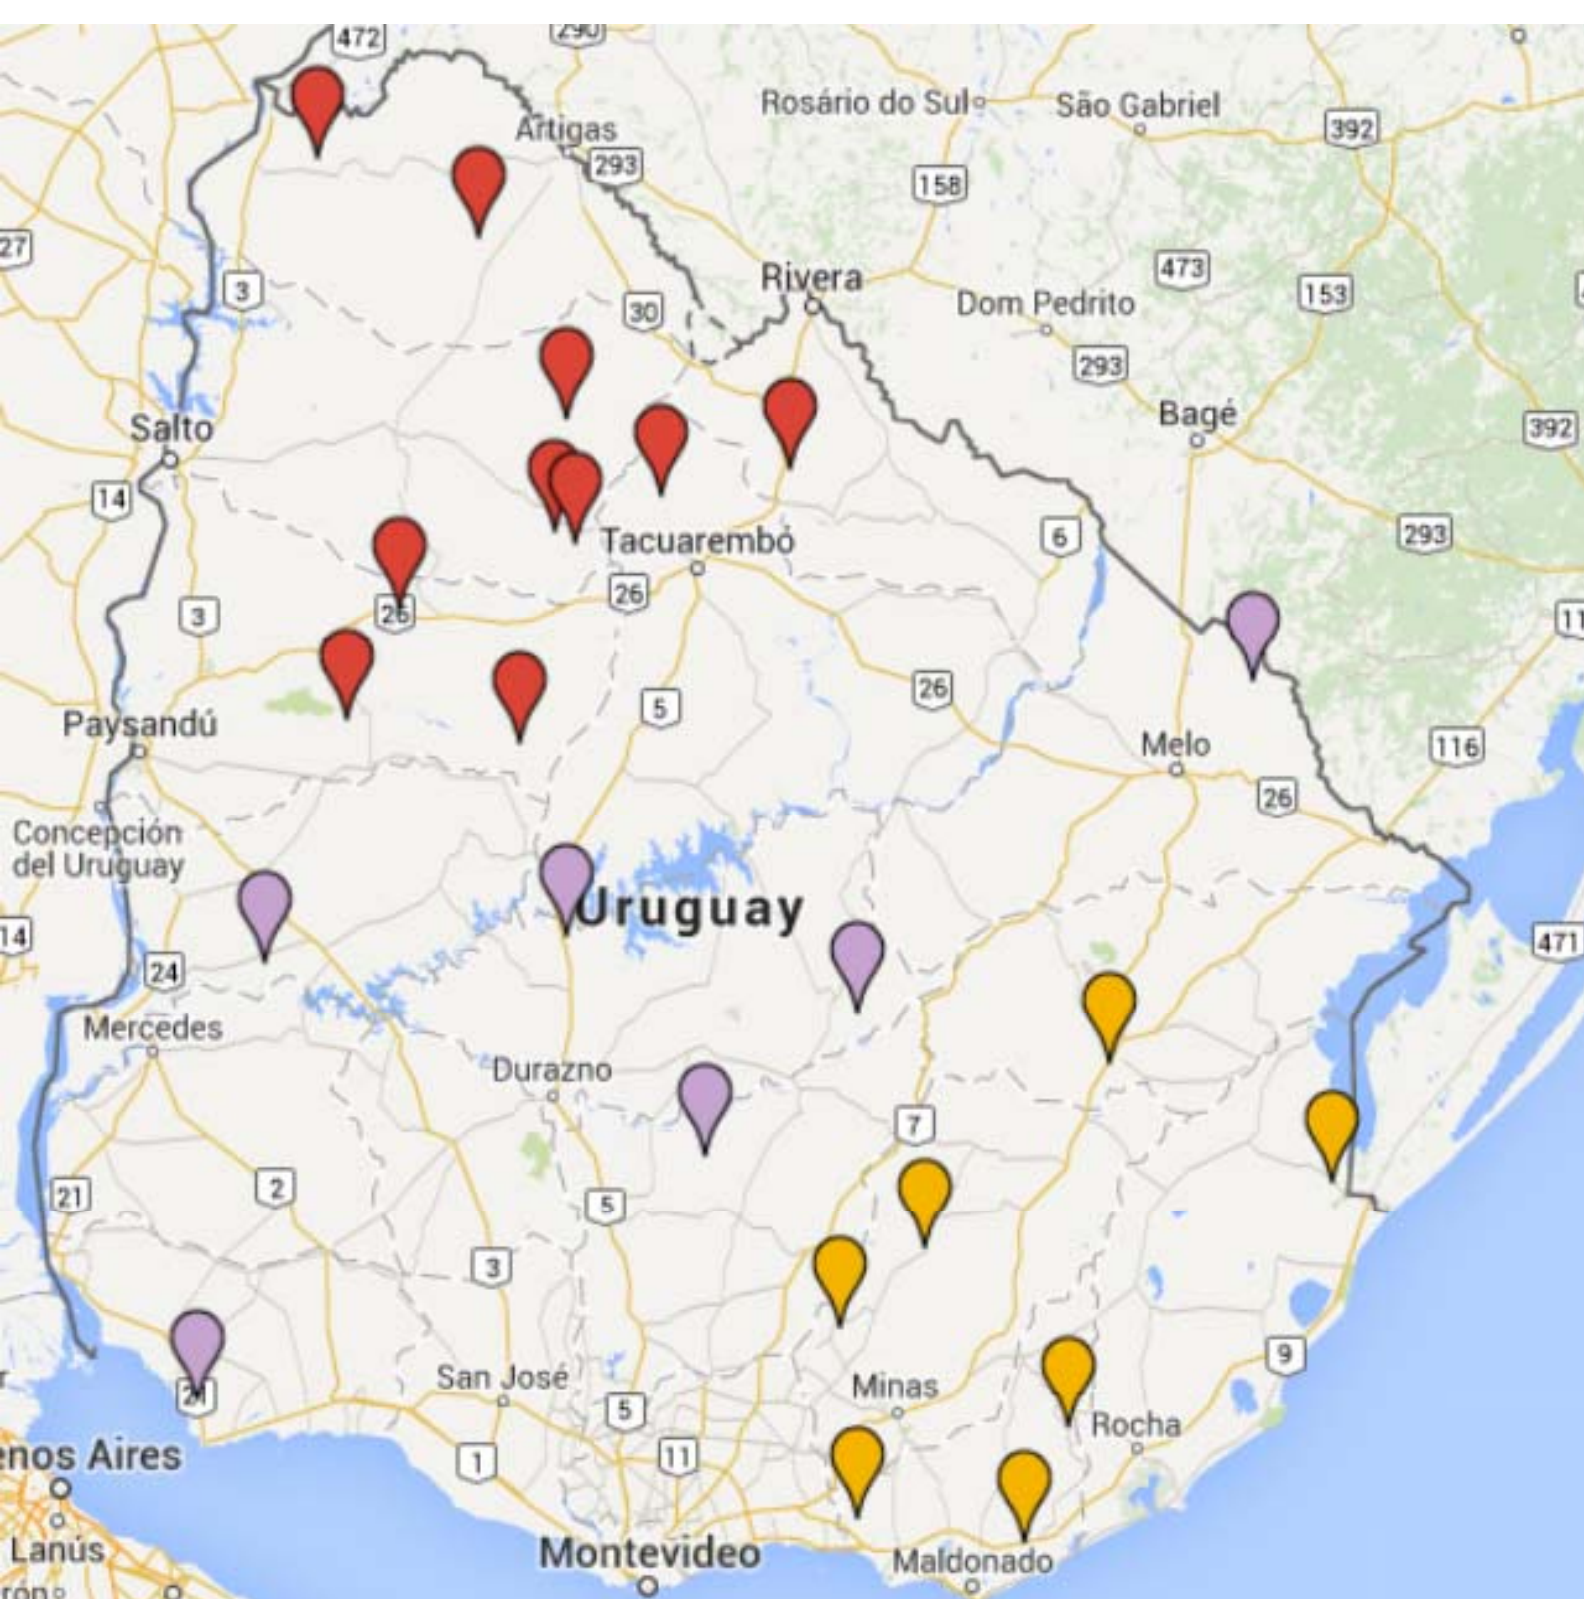 472
290
Rosário do Sul
São Gabriel
392
Artigas
293
158
27
Rivera
473
3
30
Dom Pedrito
153
293
Salto
Bagé
392
14
Tacuarembó
6
293
26
3
26
11
26
5
Paysandú
Melo
116
26
Concepción
del Uruguay
Uruguay
14
471
24
Mercedes
Durazno
7
21
2
5
3
9
San José
Minas
21
5
Rocha
enos Aires
1
11
Lanús
Montevideo
Maldonado
rón